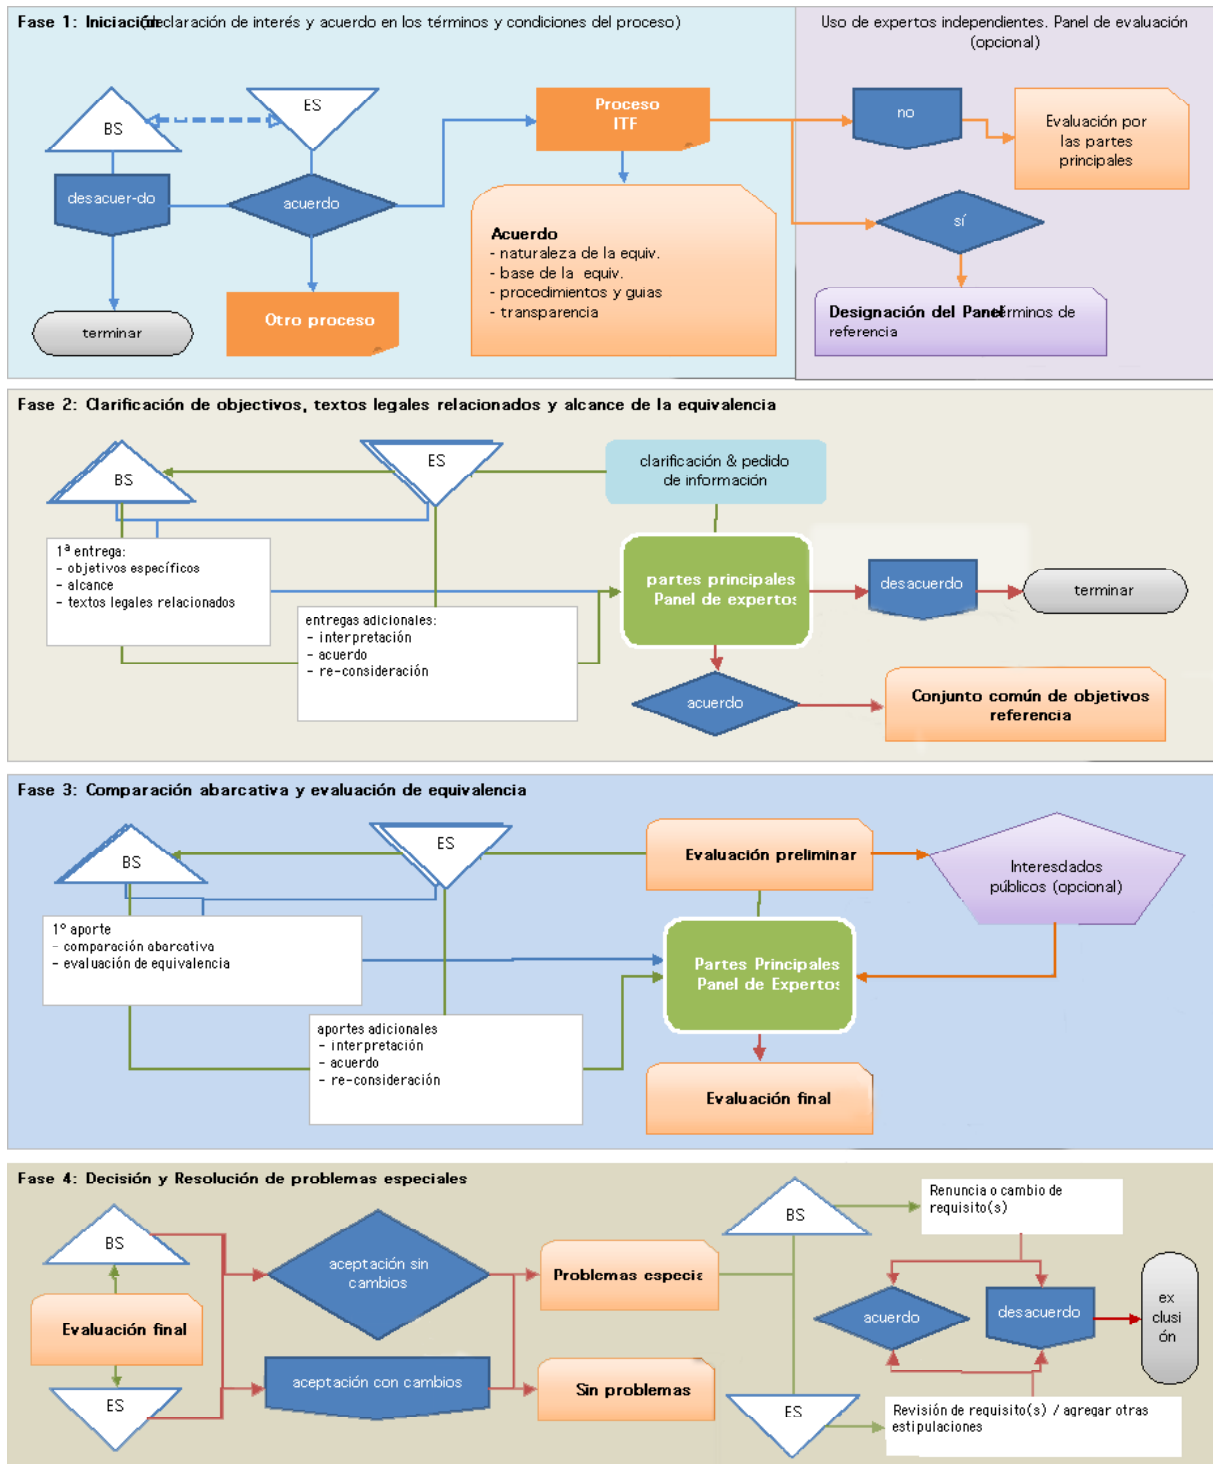 Fase 1: Iniciación (declaración de interés y acuerdo en los términos y condiciones del proceso)
Uso de expertos independientes. Panel de evaluación
(opcional)
BS
ES
desacuer-do
acuerdo
terminar
Otro proceso
Proceso
ITF
Acuerdo
- naturaleza de la equiv.
- base de la equiv.
- procedimientos y guias
- transparencia
no
Evaluación por
las partes
principales
sí
Designación del Panel términos de
referencia
Fase 2: Clarificación de objectivos, textos legales relacionados y alcance de la equivalencia
BS
ES
clarificación & pedido
de información
1ª entrega:
- objetivos específicos
- alcance
- textos legales relacionados
entregas adicionales:
- interpretación
- acuerdo
- re-consideración
partes principales
Panel de expertos
desacuerdo
terminar
acuerdo
Conjunto común de objetivos
referencia
Fase 3: Comparación abarcativa y evaluación de equivalencia
BS
ES
Evaluación preliminar
Interesdados
públicos (opcional)
1º aporte
- comparación abarcativa
- evaluación de equivalencia
aportes adicionales
- interpretación
- acuerdo
- re-consideración
Partes Principales
Panel de Expertos
Evaluación final
Fase 4: Decisión y Resolución de problemas especiales
BS
Evaluación final
ES
aceptación sin
cambios
aceptación con cambios
Problemas especia
Sin problemas
BS
Renuncia o cambio de
requisito(s)
acuerdo
desacuerdo
ex
clusi
ón
ES
Revisión de requisito(s) / agregar otras
estipulaciones